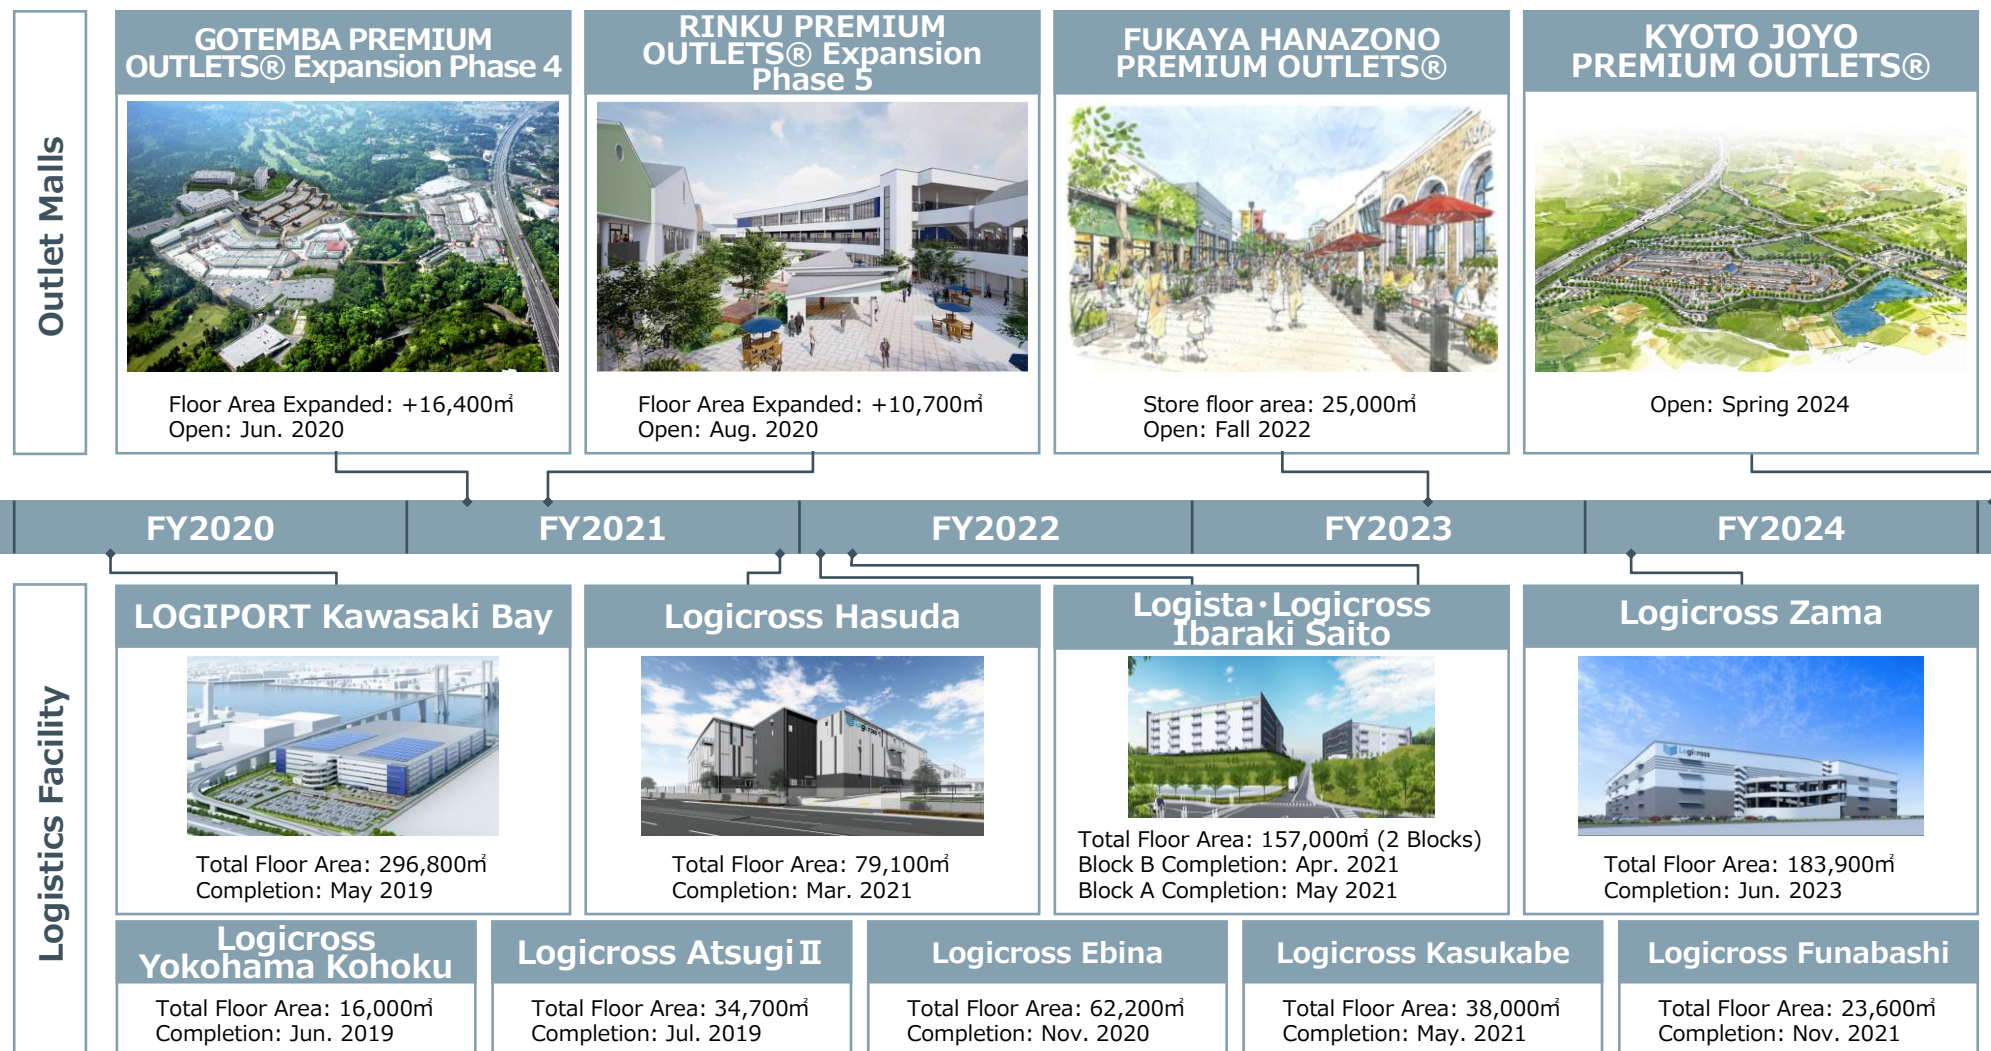 Outlet Malls
GOTEMBA PREMIUM
OUTLETS® Expansion Phase 4
Floor Area Expanded: +16,400㎡
Open: Jun. 2020
RINKU PREMIUM
OUTLETS® Expansion
Phase 5
Floor Area Expanded: +10,700㎡
Open: Aug. 2020
FUKAYA HANAZONO
PREMIUM OUTLETS®
Store floor area: 25,000㎡
Open: Fall 2022
KYOTO JOYO
PREMIUM OUTLETS®
Open: Spring 2024
FY2020
FY2021
FY2022
FY2023
FY2024
Logistics Facility
LOGIPORT Kawasaki Bay
Total Floor Area: 296,800㎡
Completion: May 2019
Logicross Hasuda
Logicross
Total Floor Area: 79,100㎡
Completion: Mar. 2021
Logista･Logicross
Ibaraki Saito
Total Floor Area: 157,000㎡ (2 Blocks)
Block B Completion: Apr. 2021
Block A Completion: May 2021
Logicross Zama
Logicross
Total Floor Area: 183,900㎡
Completion: Jun. 2023
Logicross
Yokohama Kohoku
Total Floor Area: 16,000㎡
Completion: Jun. 2019
Logicross AtsugiⅡ
Total Floor Area: 34,700㎡
Completion: Jul. 2019
Logicross Ebina
Total Floor Area: 62,200㎡
Completion: Nov. 2020
Logicross Kasukabe
Total Floor Area: 38,000㎡
Completion: May. 2021
Logicross Funabashi
Total Floor Area: 23,600㎡
Completion: Nov. 2021